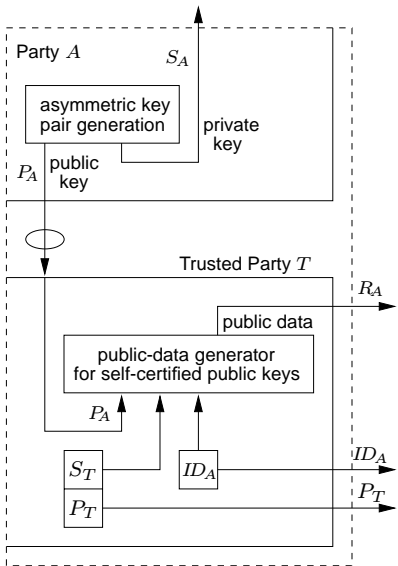 Party A
S_A
asymmetric key
pair generation
private
key
P_A
public
key
Trusted Party T
R_A
public data
public-data generator
for self-certified public keys
P_A
S_T
ID_A
ID_A
P_T
P_T